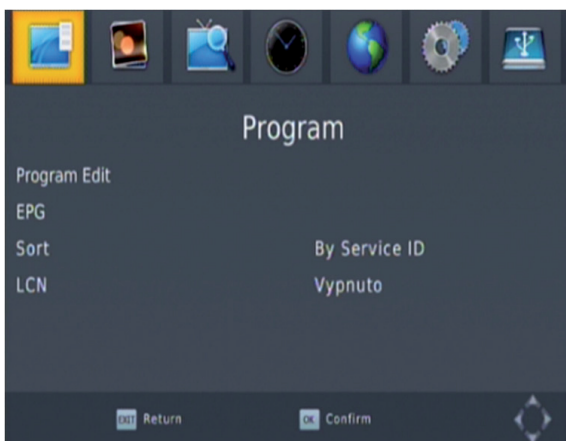 Program
Program Edit
EPG
Sort By Service ID
LCN Vypnuto
EXIT Return OK Confirm